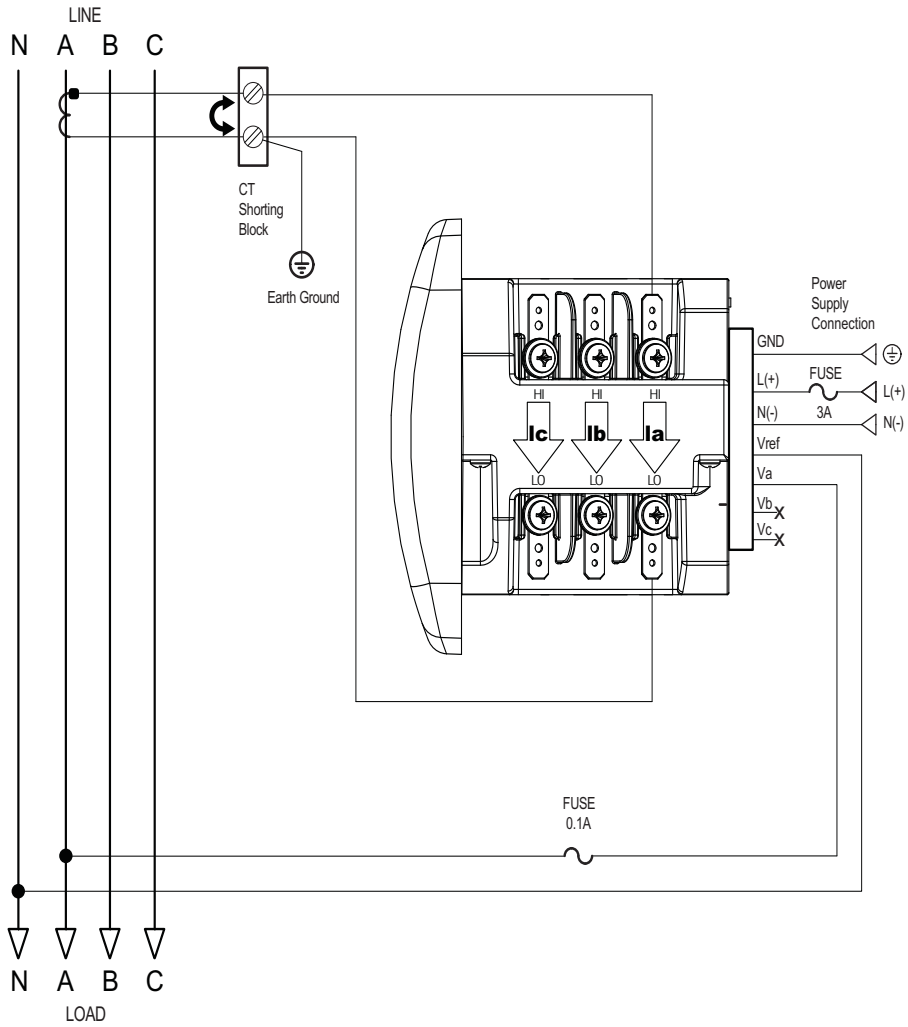 LINE
N A B C
CT
Shorting
Block
Earth Ground
Power
Supply
Connection
GND
L(+)
FUSE
3A
L(+)
N(-)
N(-)
Vref
Va
Vb
X
Vc
X
HI HI HI
Ic Ib Ia
LO LO LO
FUSE
0.1A
N A B C
LOAD